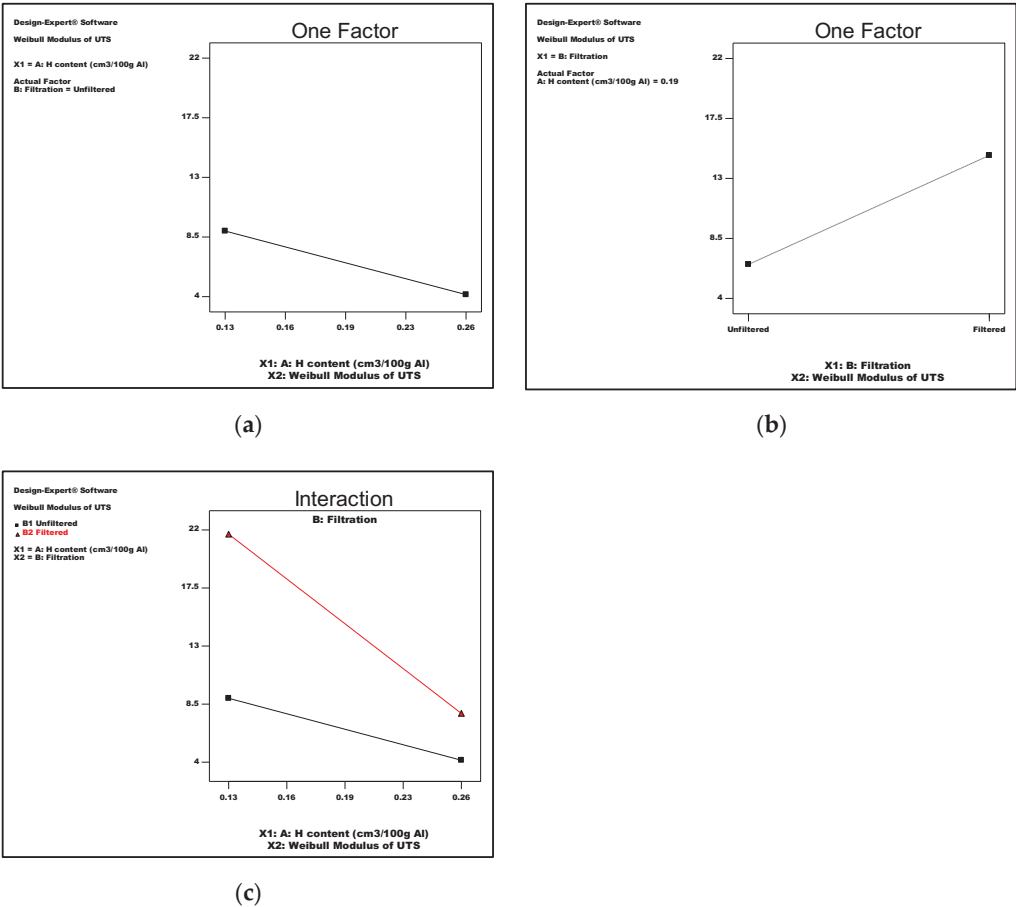 Design-Expert® Software
Weibull Modulus of UTS
X1 = A: H content (cm3/100g Al)
Actual Factor
B: Filtration = Unfiltered
One Factor
22
17.5
13
8.5
4
0.13 0.16 0.19 0.23 0.26
X1: A: H content (cm3/100g Al)
X2: Weibull Modulus of UTS
(a)
Design-Expert® Software
Weibull Modulus of UTS
X1 = B: Filtration
Actual Factor
A: H content (cm3/100g Al) = 0.19
One Factor
22
17.5
13
8.5
4
Unfiltered Filtered
X1: B: Filtration
X2: Weibull Modulus of UTS
(b)
Design-Expert® Software
Weibull Modulus of UTS
B1 Unfiltered
B2 Filtered
X1 = A: H content (cm3/100g Al)
X2 = B: Filtration
Interaction
B: Filtration
22
17.5
13
8.5
4
0.13 0.16 0.19 0.23 0.26
X1: A: H content (cm3/100g Al)
X2: Weibull Modulus of UTS
(c)